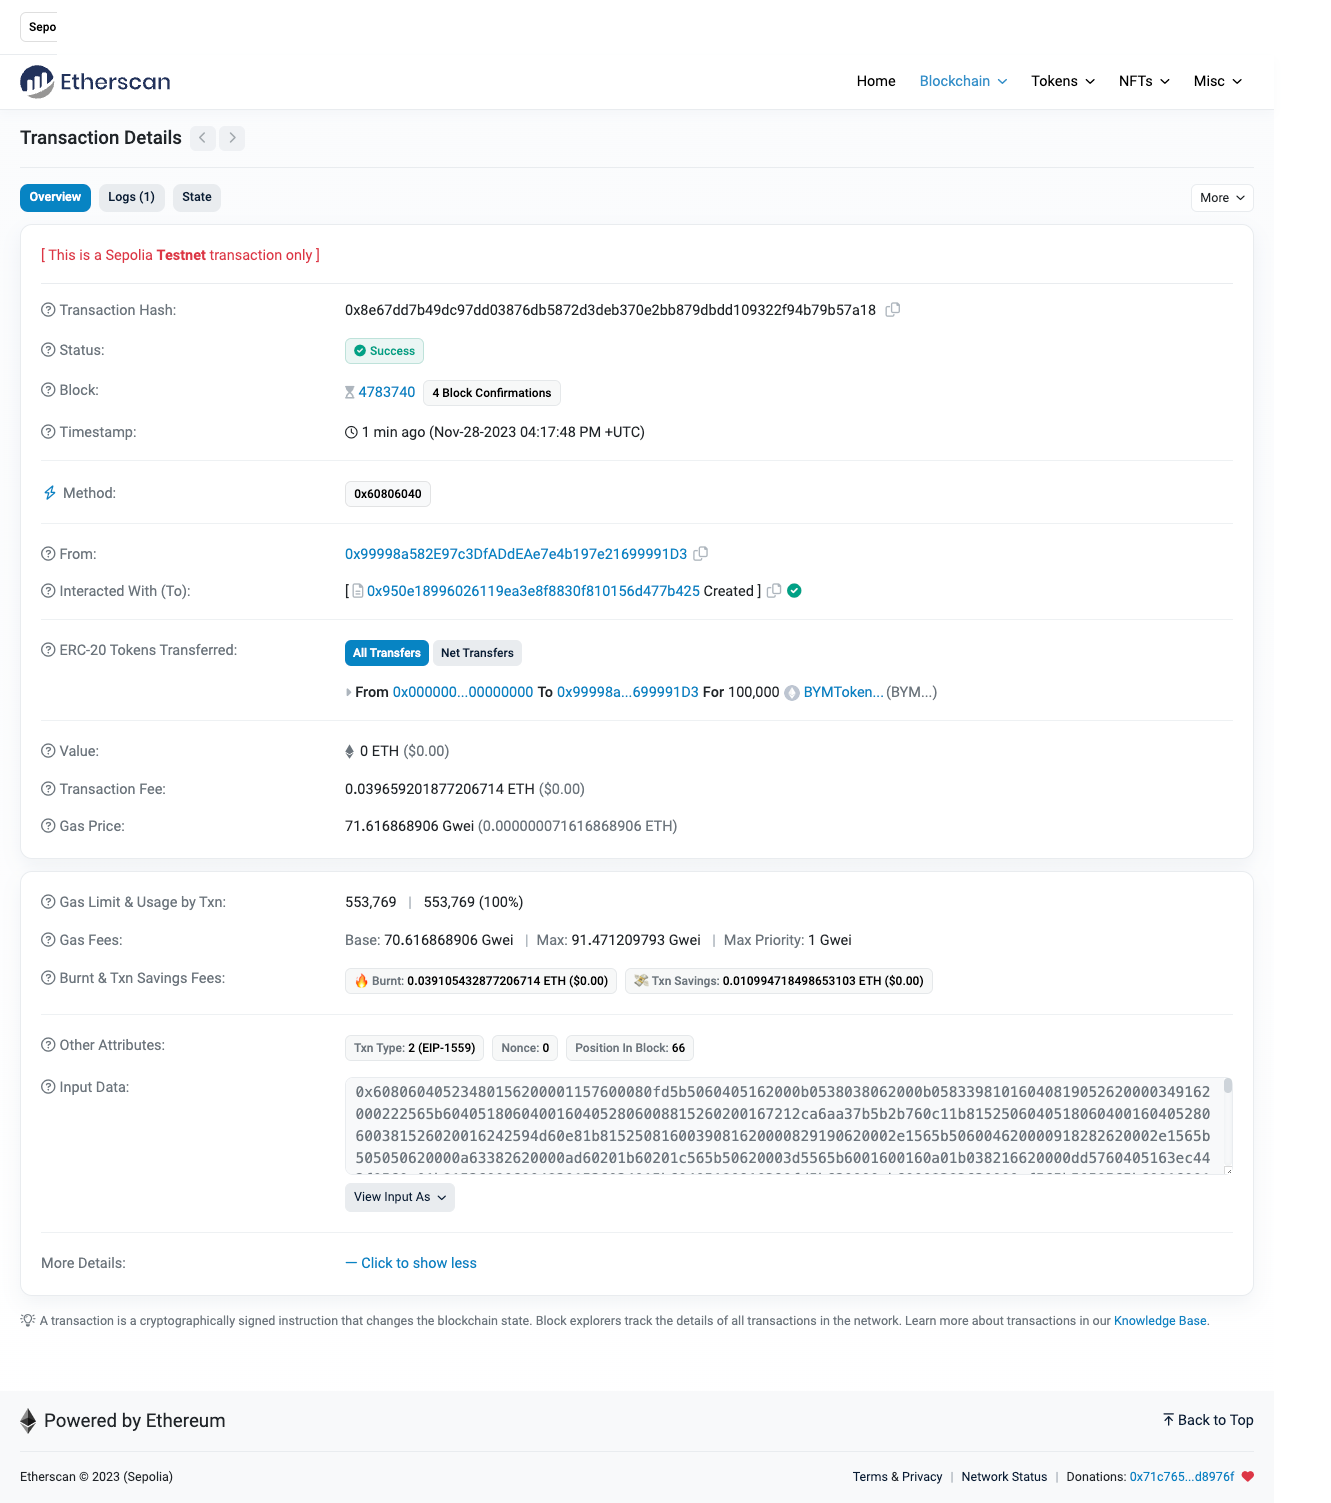 Sepo
Etherscan
Home Blockchain Tokens NFTs Misc
Transaction Details
Overview Logs (1) State More
[ This is a Sepolia Testnet transaction only ]
Transaction Hash: 0x8e67dd7b49dc97dd03876db5872d3deb370e2bb879dbdd109322f94b79b57a18
Status: Success
Block: 4783740 4 Block Confirmations
Timestamp: 1 min ago (Nov-28-2023 04:17:48 PM +UTC)
Method: 0x60806040
From: 0x99998a582E97c3DfADdEAe7e4b197e21699991D3
Interacted With (To): [ 0x950e18996026119ea3e8f8830f810156d477b425 Created ]
ERC-20 Tokens Transferred: All Transfers Net Transfers
From 0x000000...00000000 To 0x99998a...699991D3 For 100,000 BYMToken... (BYM...)
Value: 0 ETH ($0.00)
Transaction Fee: 0.039659201877206714 ETH ($0.00)
Gas Price: 71.616868906 Gwei (0.000000071616868906 ETH)
Gas Limit & Usage by Txn: 553,769 | 553,769 (100%)
Gas Fees: Base: 70.616868906 Gwei | Max: 91.471209793 Gwei | Max Priority: 1 Gwei
Burnt & Txn Savings Fees: Burnt: 0.039105432877206714 ETH ($0.00) Txn Savings: 0.010994718498653103 ETH ($0.00)
Other Attributes: Txn Type: 2 (EIP-1559) Nonce: 0 Position In Block: 66
Input Data: 0x60806040523480156200001157600080fd5b5060405162000b0538038062000b05833981016040819052620000349162
000222565b604051806040016040528060088152602001672​12ca6aa37b5b2b760c11b815250604051806040016040528​0
600381526020016242594d60e81b81525081600390816200008291906200​02e1565b50600462000091828262​0002e1565b
505050620000a63382620000ad60201b60201c565b50620003d5565b6001600160a01b038216620000dd5760405163ec44
View Input As
More Details: — Click to show less
A transaction is a cryptographically signed instruction that changes the blockchain state. Block explorers track the details of all transactions in the network. Learn more about transactions in our Knowledge Base.
Powered by Ethereum Back to Top
Etherscan © 2023 (Sepolia) Terms & Privacy | Network Status | Donations: 0x71c765...d8976f